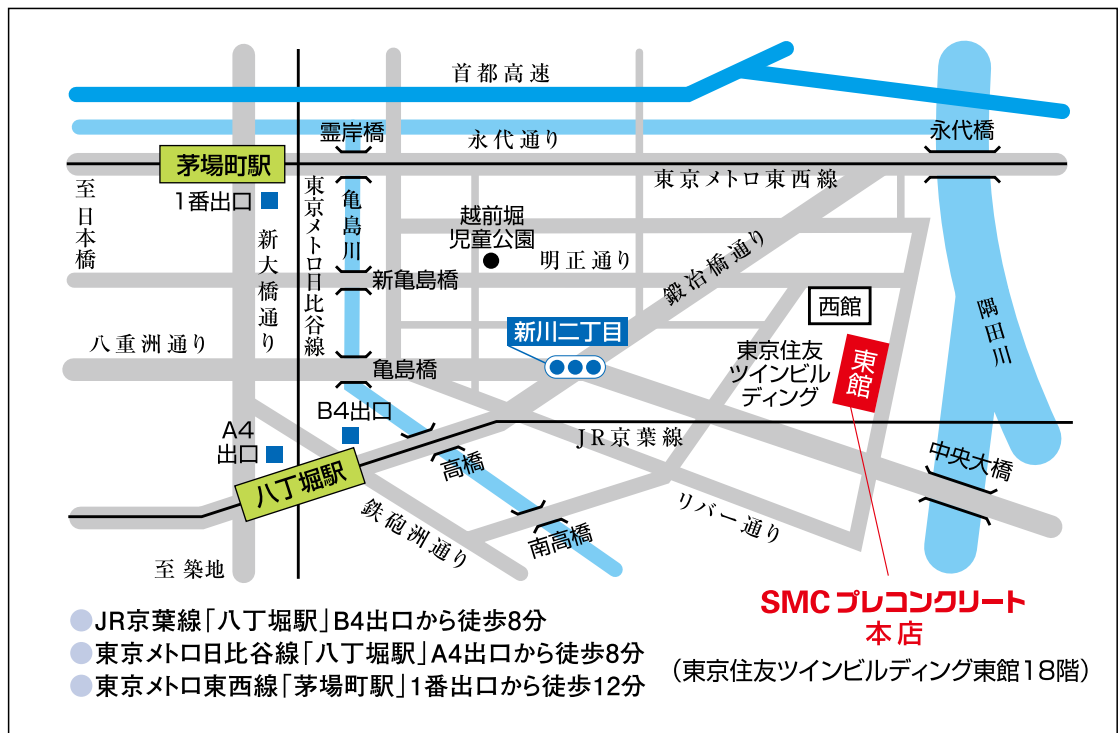 首都高速
霊岸橋
永代通り
永代橋
茅場町駅
東京メトロ東西線
1番出口
至日本橋
新大橋通り
東京メトロ日比谷線
亀島川
越前堀
児童公園
明正通り
鍛冶橋通り
新亀島橋
西館
隅田川
八重洲通り
新川二丁目
亀島橋
東京住友
ツインビル
ディング
東館
B4出口
A4
出口
JR京葉線
八丁堀駅
高橋
中央大橋
鉄砲洲通り
南高橋
リバー通り
至 築地
SMC プレコンクリート
本店
(東京住友ツインビルディング東館18階)
●JR京葉線「八丁堀駅」B4出口から徒歩8分
●東京メトロ日比谷線「八丁堀駅」A4出口から徒歩8分
●東京メトロ東西線「茅場町駅」1番出口から徒歩12分